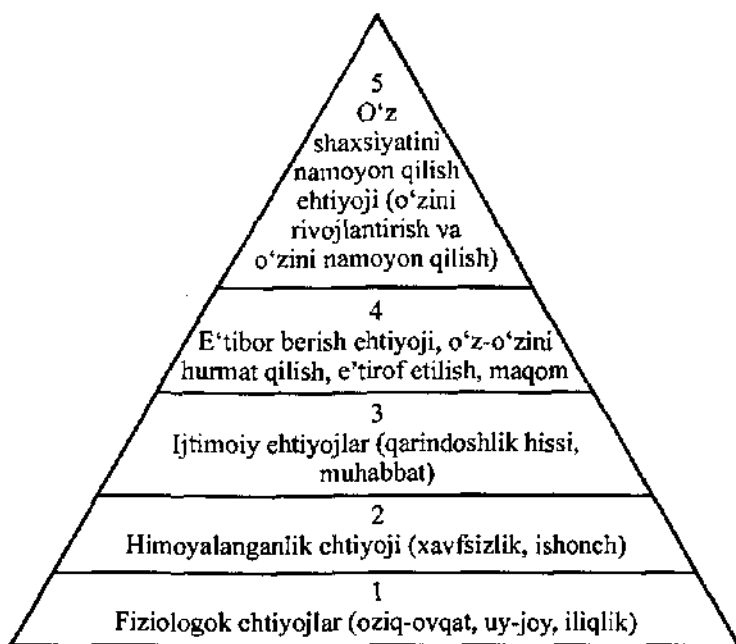 5
O‘z
shaxsiyatini
namoyon qilish
ehtiyoji (o‘zini
rivojlantirish va
o‘zini namoyon qilish)
4
E‘tibor berish ehtiyoji, o‘z-o‘zini
hurmat qilish, e’tirof etilish, maqom
3
Ijtimoiy ehtiyojlar (qarindoshlik hissi,
muhabbat)
2
Himoyalanganlik chtiyoji (xavfsizlik, ishonch)
1
Fiziologok chtiyojlar (oziq-ovqat, uy-joy, iliqlik)